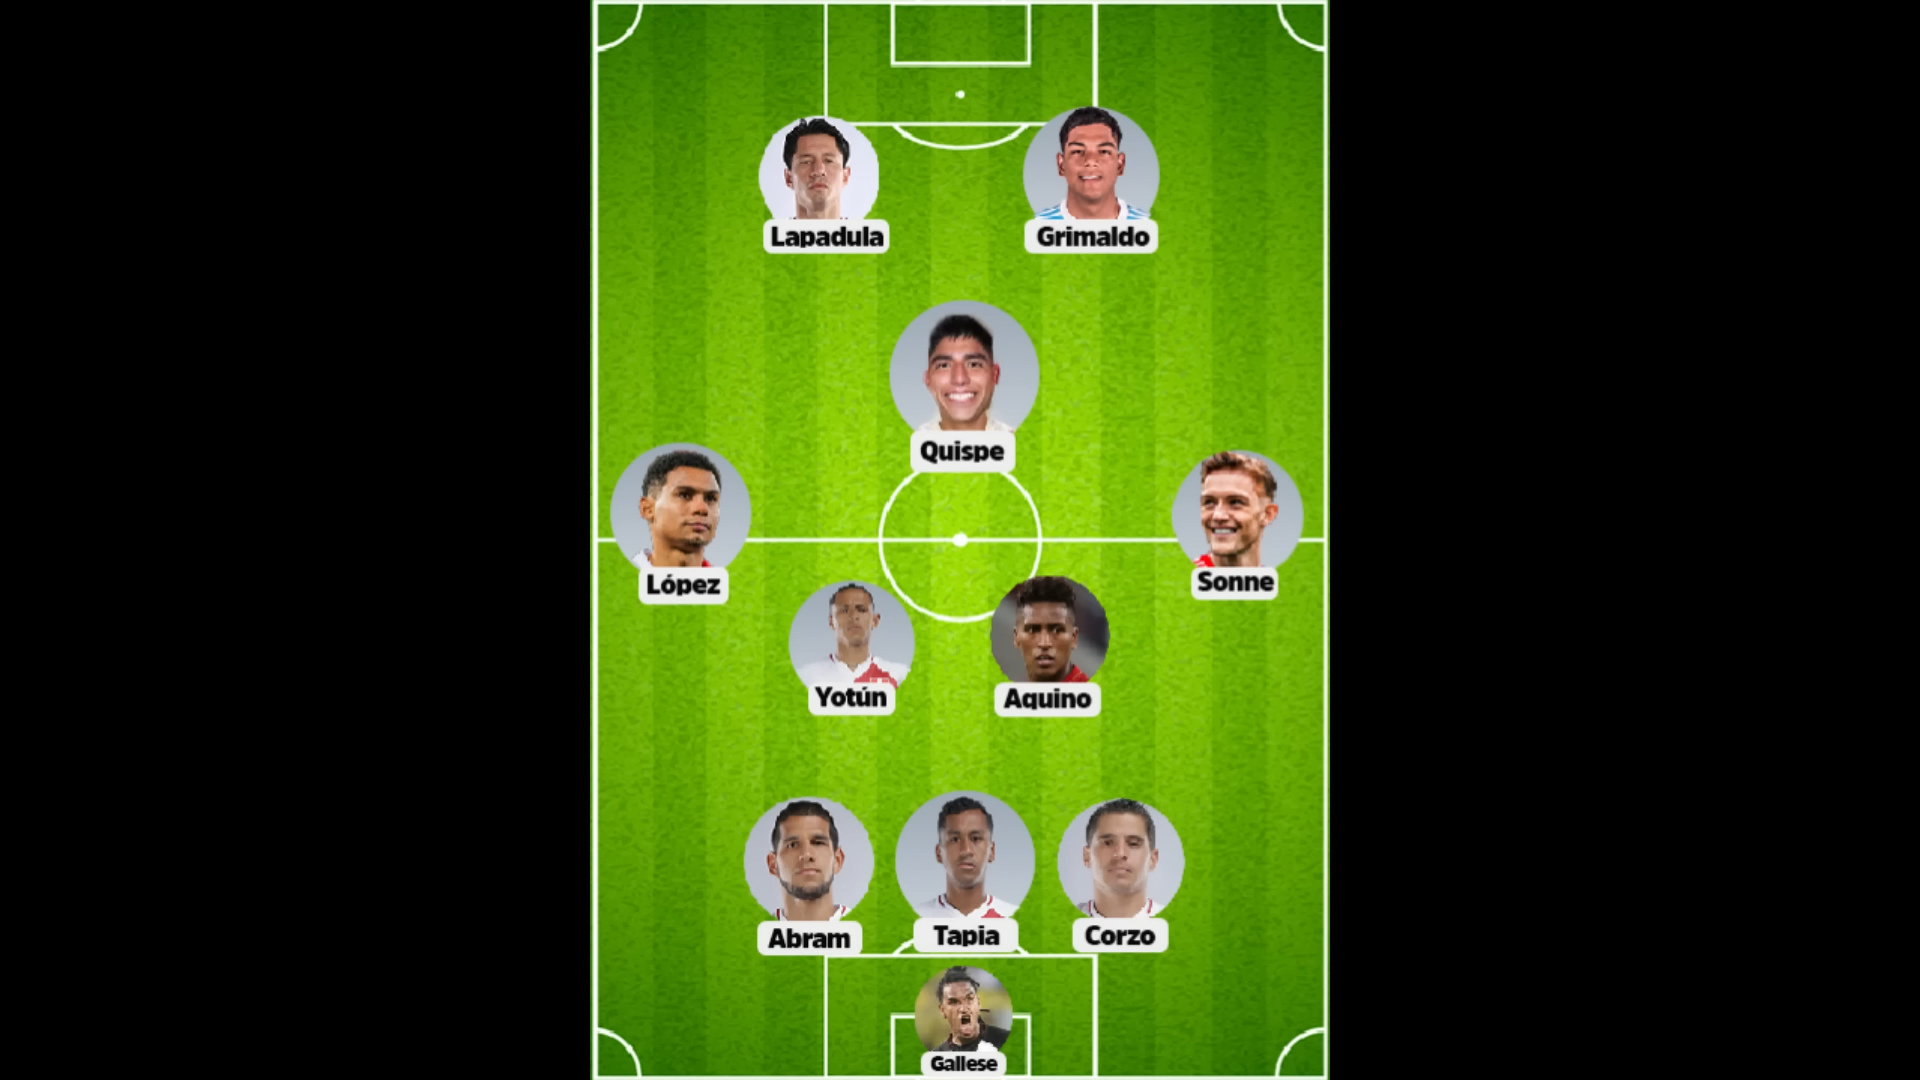 Lapadula
Grimaldo
Quispe
López
Sonne
Yotún
Aquino
Abram
Tapia
Corzo
Gallese